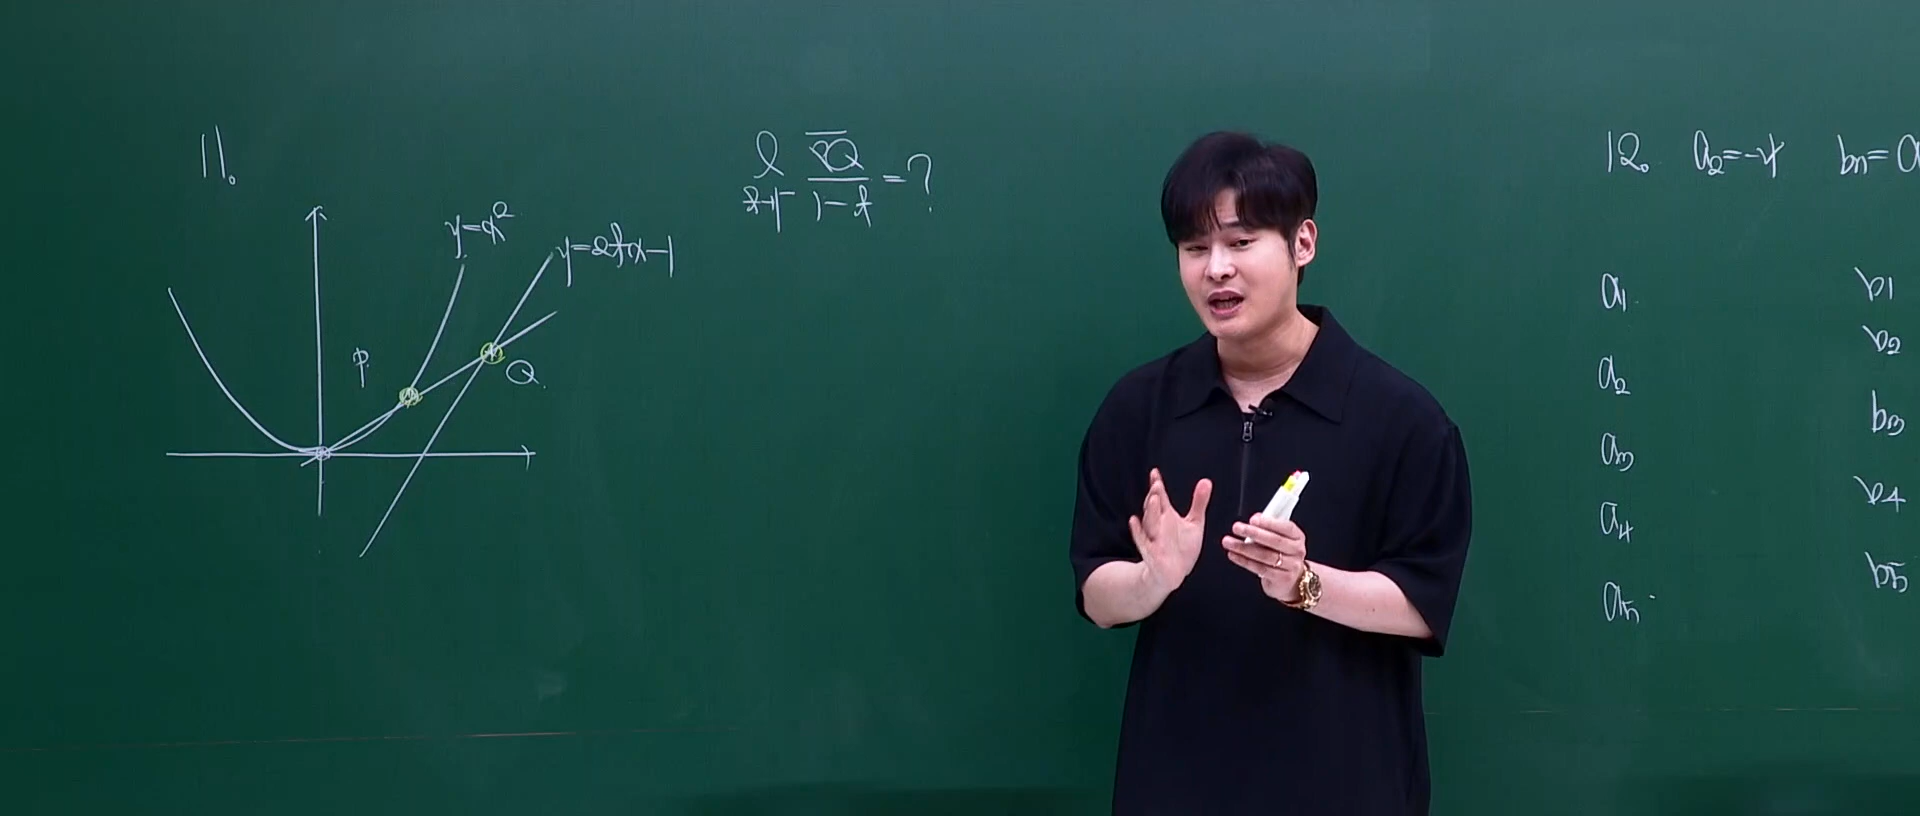 11.
y=x²
y=2tx-1
P
Q
l PQ/1-t =?
t→1-
12. a2=-4 bn=a
a1 b1
a2 b2
a3 b3
a4 b4
a5 b5